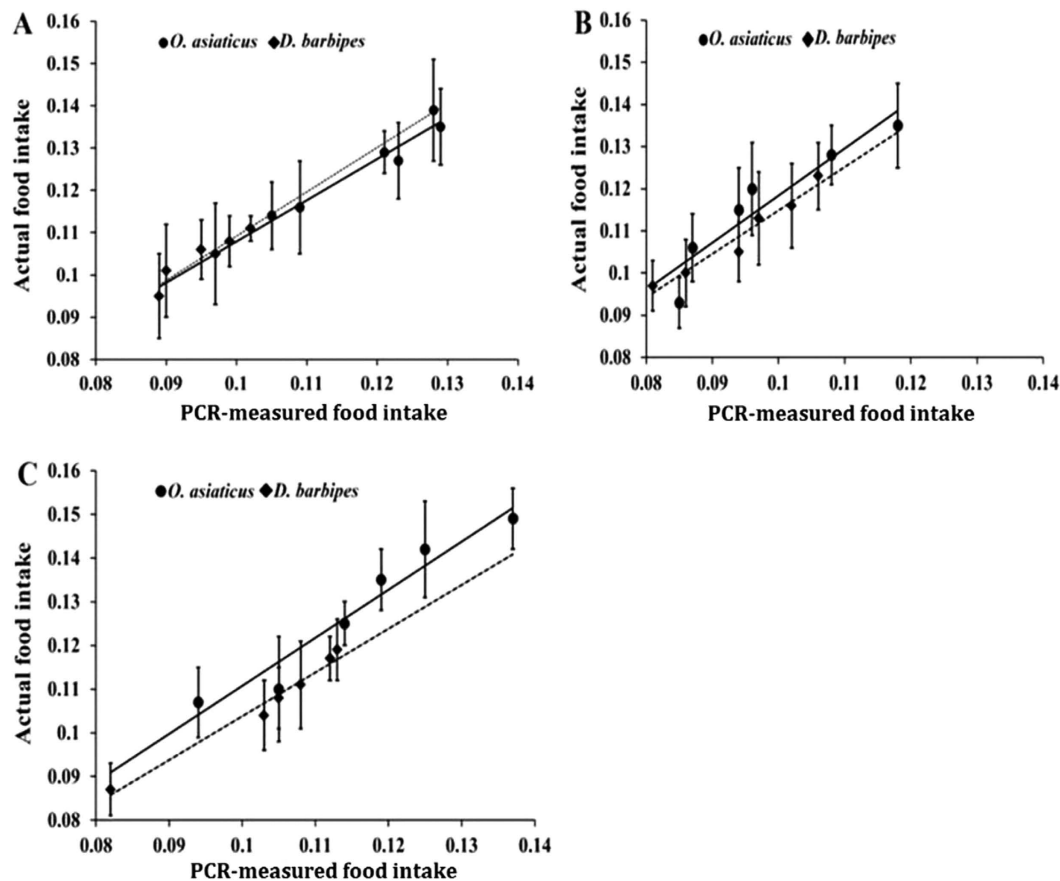 A
O. asiaticus D. barbipes
Actual food intake
0.16
0.15
0.14
0.13
0.12
0.11
0.1
0.09
0.08
0.08 0.09 0.1 0.11 0.12 0.13 0.14
PCR-measured food intake
B
O. asiaticus D. barbipes
Actual food intake
0.16
0.15
0.14
0.13
0.12
0.11
0.1
0.09
0.08
0.08 0.09 0.1 0.11 0.12 0.13 0.14
PCR-measured food intake
C
O. asiaticus D. barbipes
Actual food intake
0.16
0.15
0.14
0.13
0.12
0.11
0.1
0.09
0.08
0.08 0.09 0.1 0.11 0.12 0.13 0.14
PCR-measured food intake